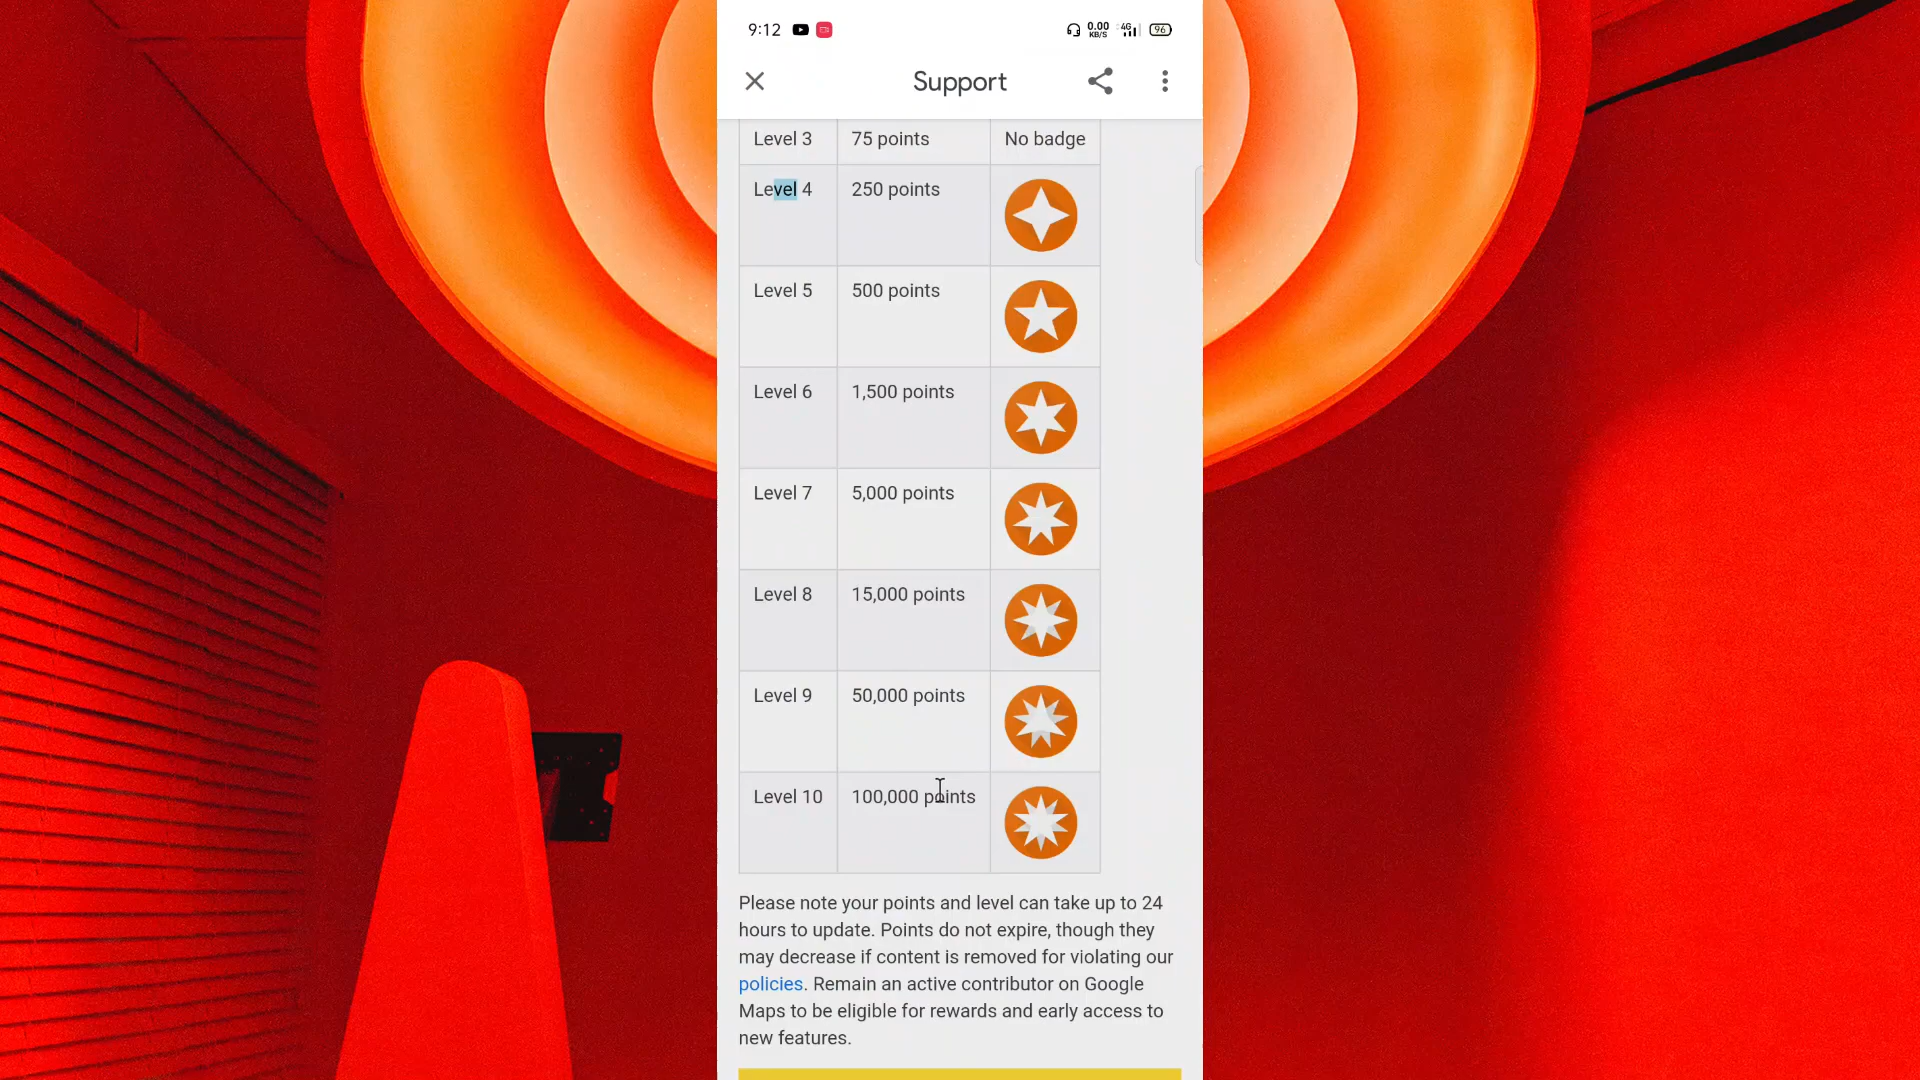 9:12 0.00 KB/S 4G 96
Support
Level 3 75 points No badge
Level 4 250 points
Level 5 500 points
Level 6 1,500 points
Level 7 5,000 points
Level 8 15,000 points
Level 9 50,000 points
Level 10 100,000 points
Please note your points and level can take up to 24
hours to update. Points do not expire, though they
may decrease if content is removed for violating our
policies. Remain an active contributor on Google
Maps to be eligible for rewards and early access to
new features.